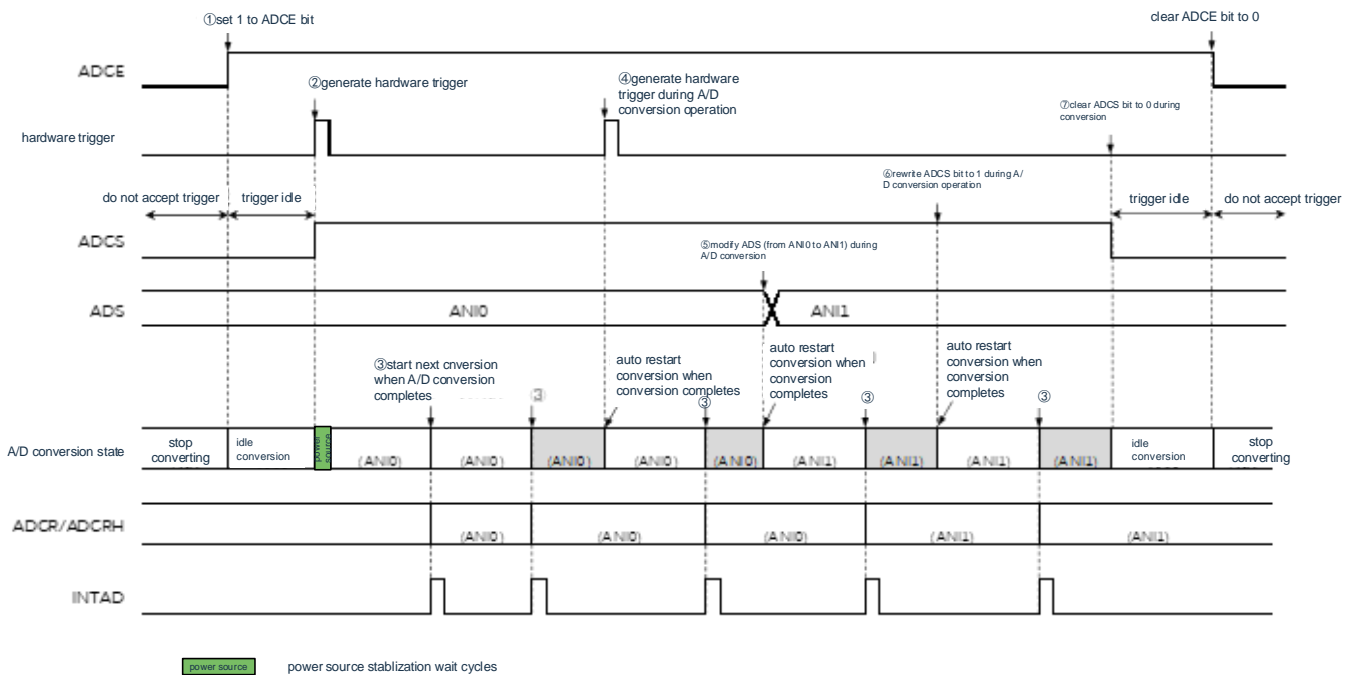 ①set 1 to ADCE bit
clear ADCE bit to 0
ADCE
②generate hardware trigger
④generate hardware
trigger during A/D
conversion operation
⑦clear ADCS bit to 0 during
conversion
hardware trigger
⑥rewrite ADCS bit to 1 during A/
D conversion operation
do not accept trigger
trigger idle
trigger idle
do not accept trigger
ADCS
⑤modify ADS (from ANI0 to ANI1) during
A/D conversion
ADS
ANI0
ANI1
③start next cnversion
when A/D conversion
completes
③
auto restart
conversion when
conversion completes
③
auto restart
conversion when
conversion
completes
③
auto restart
conversion when
conversion
completes
③
A/D conversion state
stop
converting
idle
conversion
power
source
(ANI0)
(ANI0)
(ANI0)
(ANI0)
(ANI0)
(ANI1)
(ANI1)
(ANI1)
(ANI1)
idle
conversion
stop
converting
ADCR/ADCRH
(ANI0)
(ANI0)
(ANI0)
(ANI1)
(ANI1)
INTAD
power source
power source stablization wait cycles